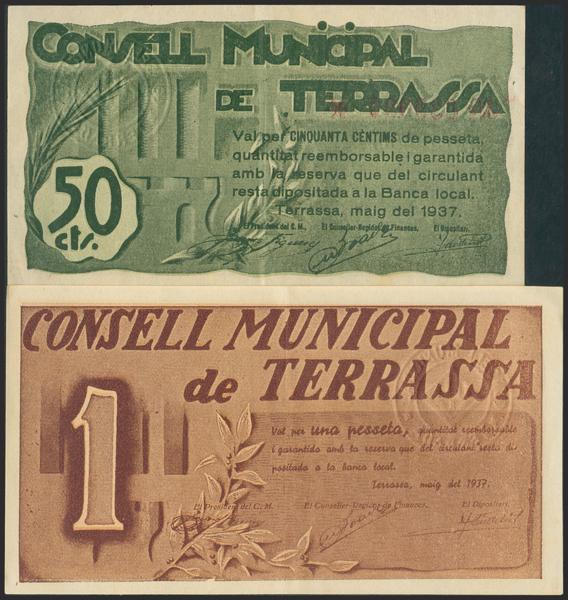 CONSELL MUNICIPAL
DE TERRASSA
Val per CINQUANTA CÈNTIMS de pesseta,
quantitat reemborsable i garantida
amb la reserva que del circulant
resta dipositada a la Banca local.
Terrassa, maig del 1937.
El President del C. M., El Conseller-Regidor de Finances, El Dipositari,
50
cts.
CONSELL MUNICIPAL
de TERRASSA
1
Val per una pesseta, quantitat reemborsable
i garantida amb la reserva que del circulant resta di-
positada a la banca local.
Terrassa, maig del 1937.
El President del C. M. El Conseller-Regidor de Finances, El Dipositari,